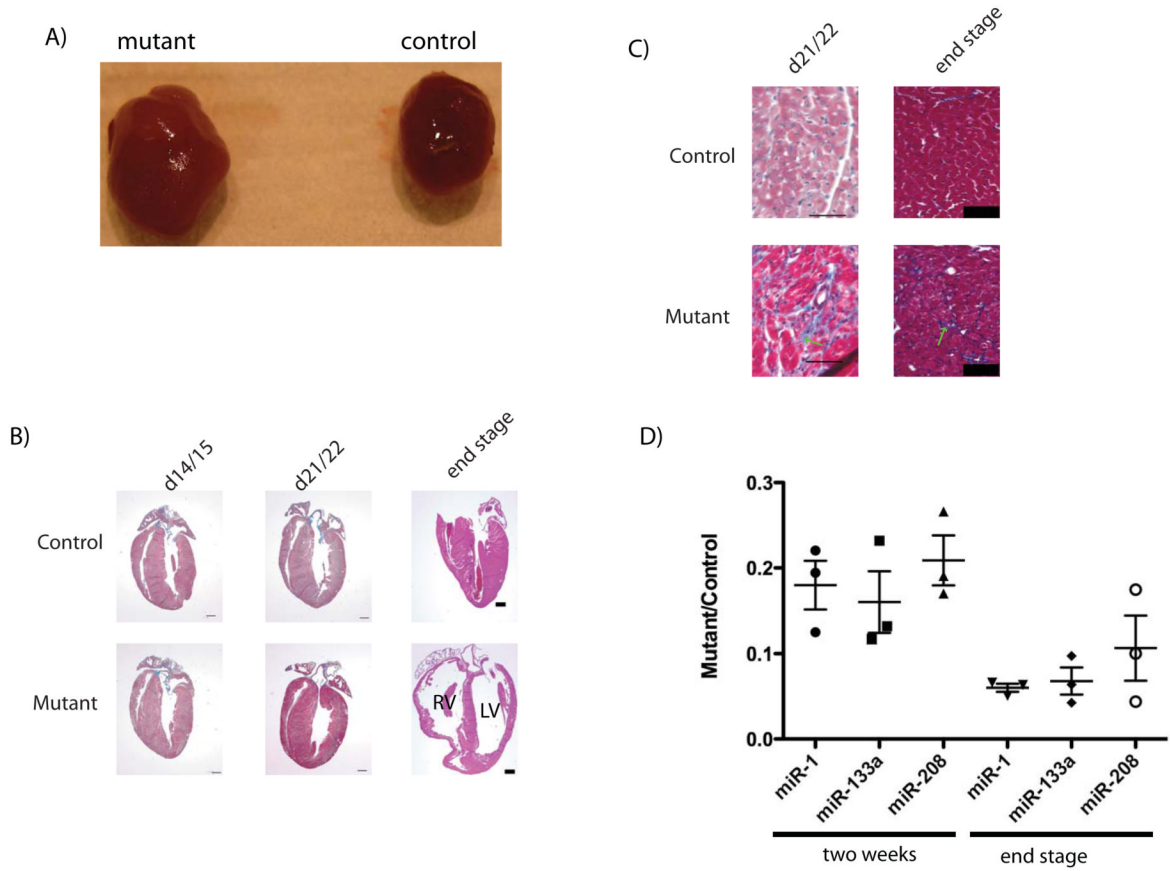 A)
mutant
control
C)
d21/22
end stage
Control
Mutant
B)
d14/15
d21/22
end stage
Control
Mutant
RV
LV
D)
Mutant/Control
0.3
0.2
0.1
0.0
miR-1
miR-133a
miR-208
miR-1
miR-133a
miR-208
two weeks
end stage